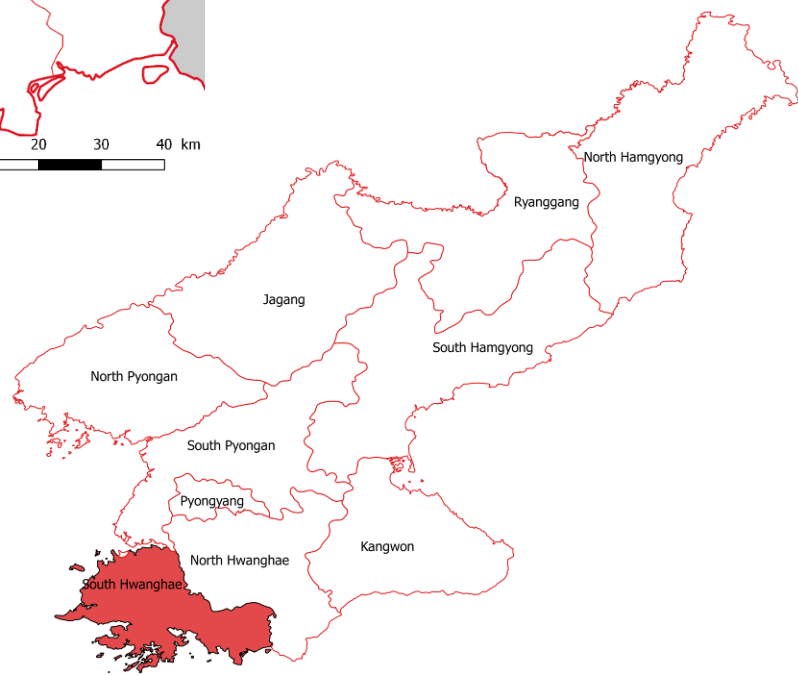 20 30 40 km
North Hamgyong
Ryanggang
Jagang
South Hamgyong
North Pyongan
South Pyongan
Pyongyang
Kangwon
North Hwanghae
South Hwanghae